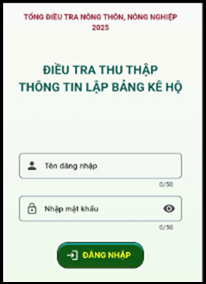 TỔNG ĐIỀU TRA NÔNG THÔN, NÔNG NGHIỆP
2025
ĐIỀU TRA THU THẬP
THÔNG TIN LẬP BẢNG KÊ HỘ
Tên đăng nhập
0/50
Nhập mật khẩu
0/50
ĐĂNG NHẬP